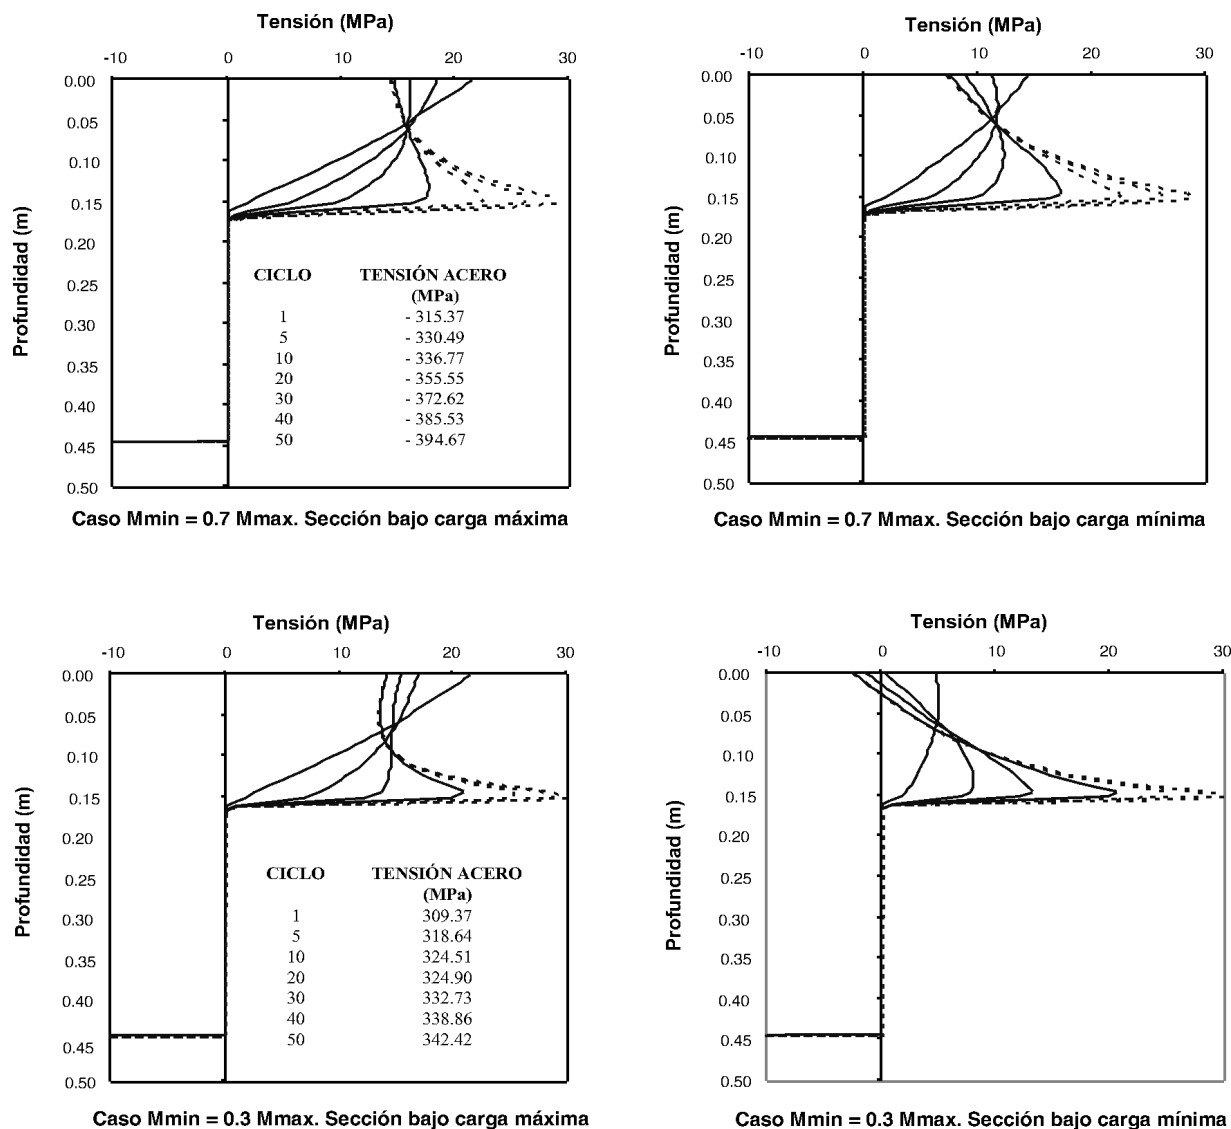 Tensión (MPa)
-10 0 10 20 30
0.00
0.05
0.10
0.15
0.20
0.25
0.30
0.35
0.40
0.45
0.50
Profundidad (m)
CICLO TENSIÓN ACERO
(MPa)
1 - 315.37
5 - 330.49
10 - 336.77
20 - 355.55
30 - 372.62
40 - 385.53
50 - 394.67
Caso Mmin = 0.7 Mmax. Sección bajo carga máxima
Tensión (MPa)
-10 0 10 20 30
0.00
0.05
0.10
0.15
0.20
0.25
0.30
0.35
0.40
0.45
0.50
Profundidad (m)
Caso Mmin = 0.7 Mmax. Sección bajo carga mínima
Tensión (MPa)
-10 0 10 20 30
0.00
0.05
0.10
0.15
0.20
0.25
0.30
0.35
0.40
0.45
0.50
Profundidad (m)
CICLO TENSIÓN ACERO
(MPa)
1 309.37
5 318.64
10 324.51
20 324.90
30 332.73
40 338.86
50 342.42
Caso Mmin = 0.3 Mmax. Sección bajo carga máxima
Tensión (MPa)
-10 0 10 20 30
0.00
0.05
0.10
0.15
0.20
0.25
0.30
0.35
0.40
0.45
0.50
Profundidad (m)
Caso Mmin = 0.3 Mmax. Sección bajo carga mínima